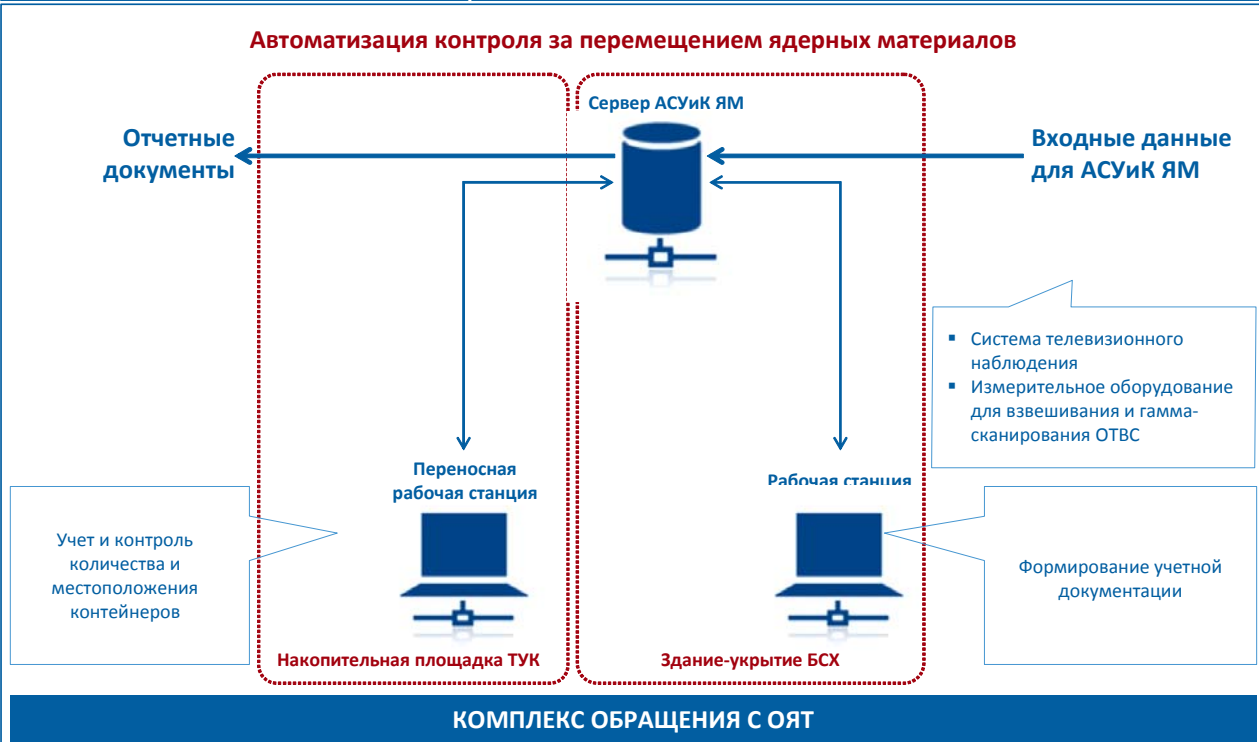 Автоматизация контроля за перемещением ядерных материалов
Сервер АСУиК ЯМ
Отчетные
документы
Входные данные
для АСУиК ЯМ
▪ Система телевизионного
наблюдения
▪ Измерительное оборудование
для взвешивания и гамма-
сканирования ОТВС
Переносная
рабочая станция
Рабочая станция
Учет и контроль
количества и
местоположения
контейнеров
Формирование учетной
документации
Накопительная площадка ТУК
Здание-укрытие БСХ
КОМПЛЕКС ОБРАЩЕНИЯ С ОЯТ